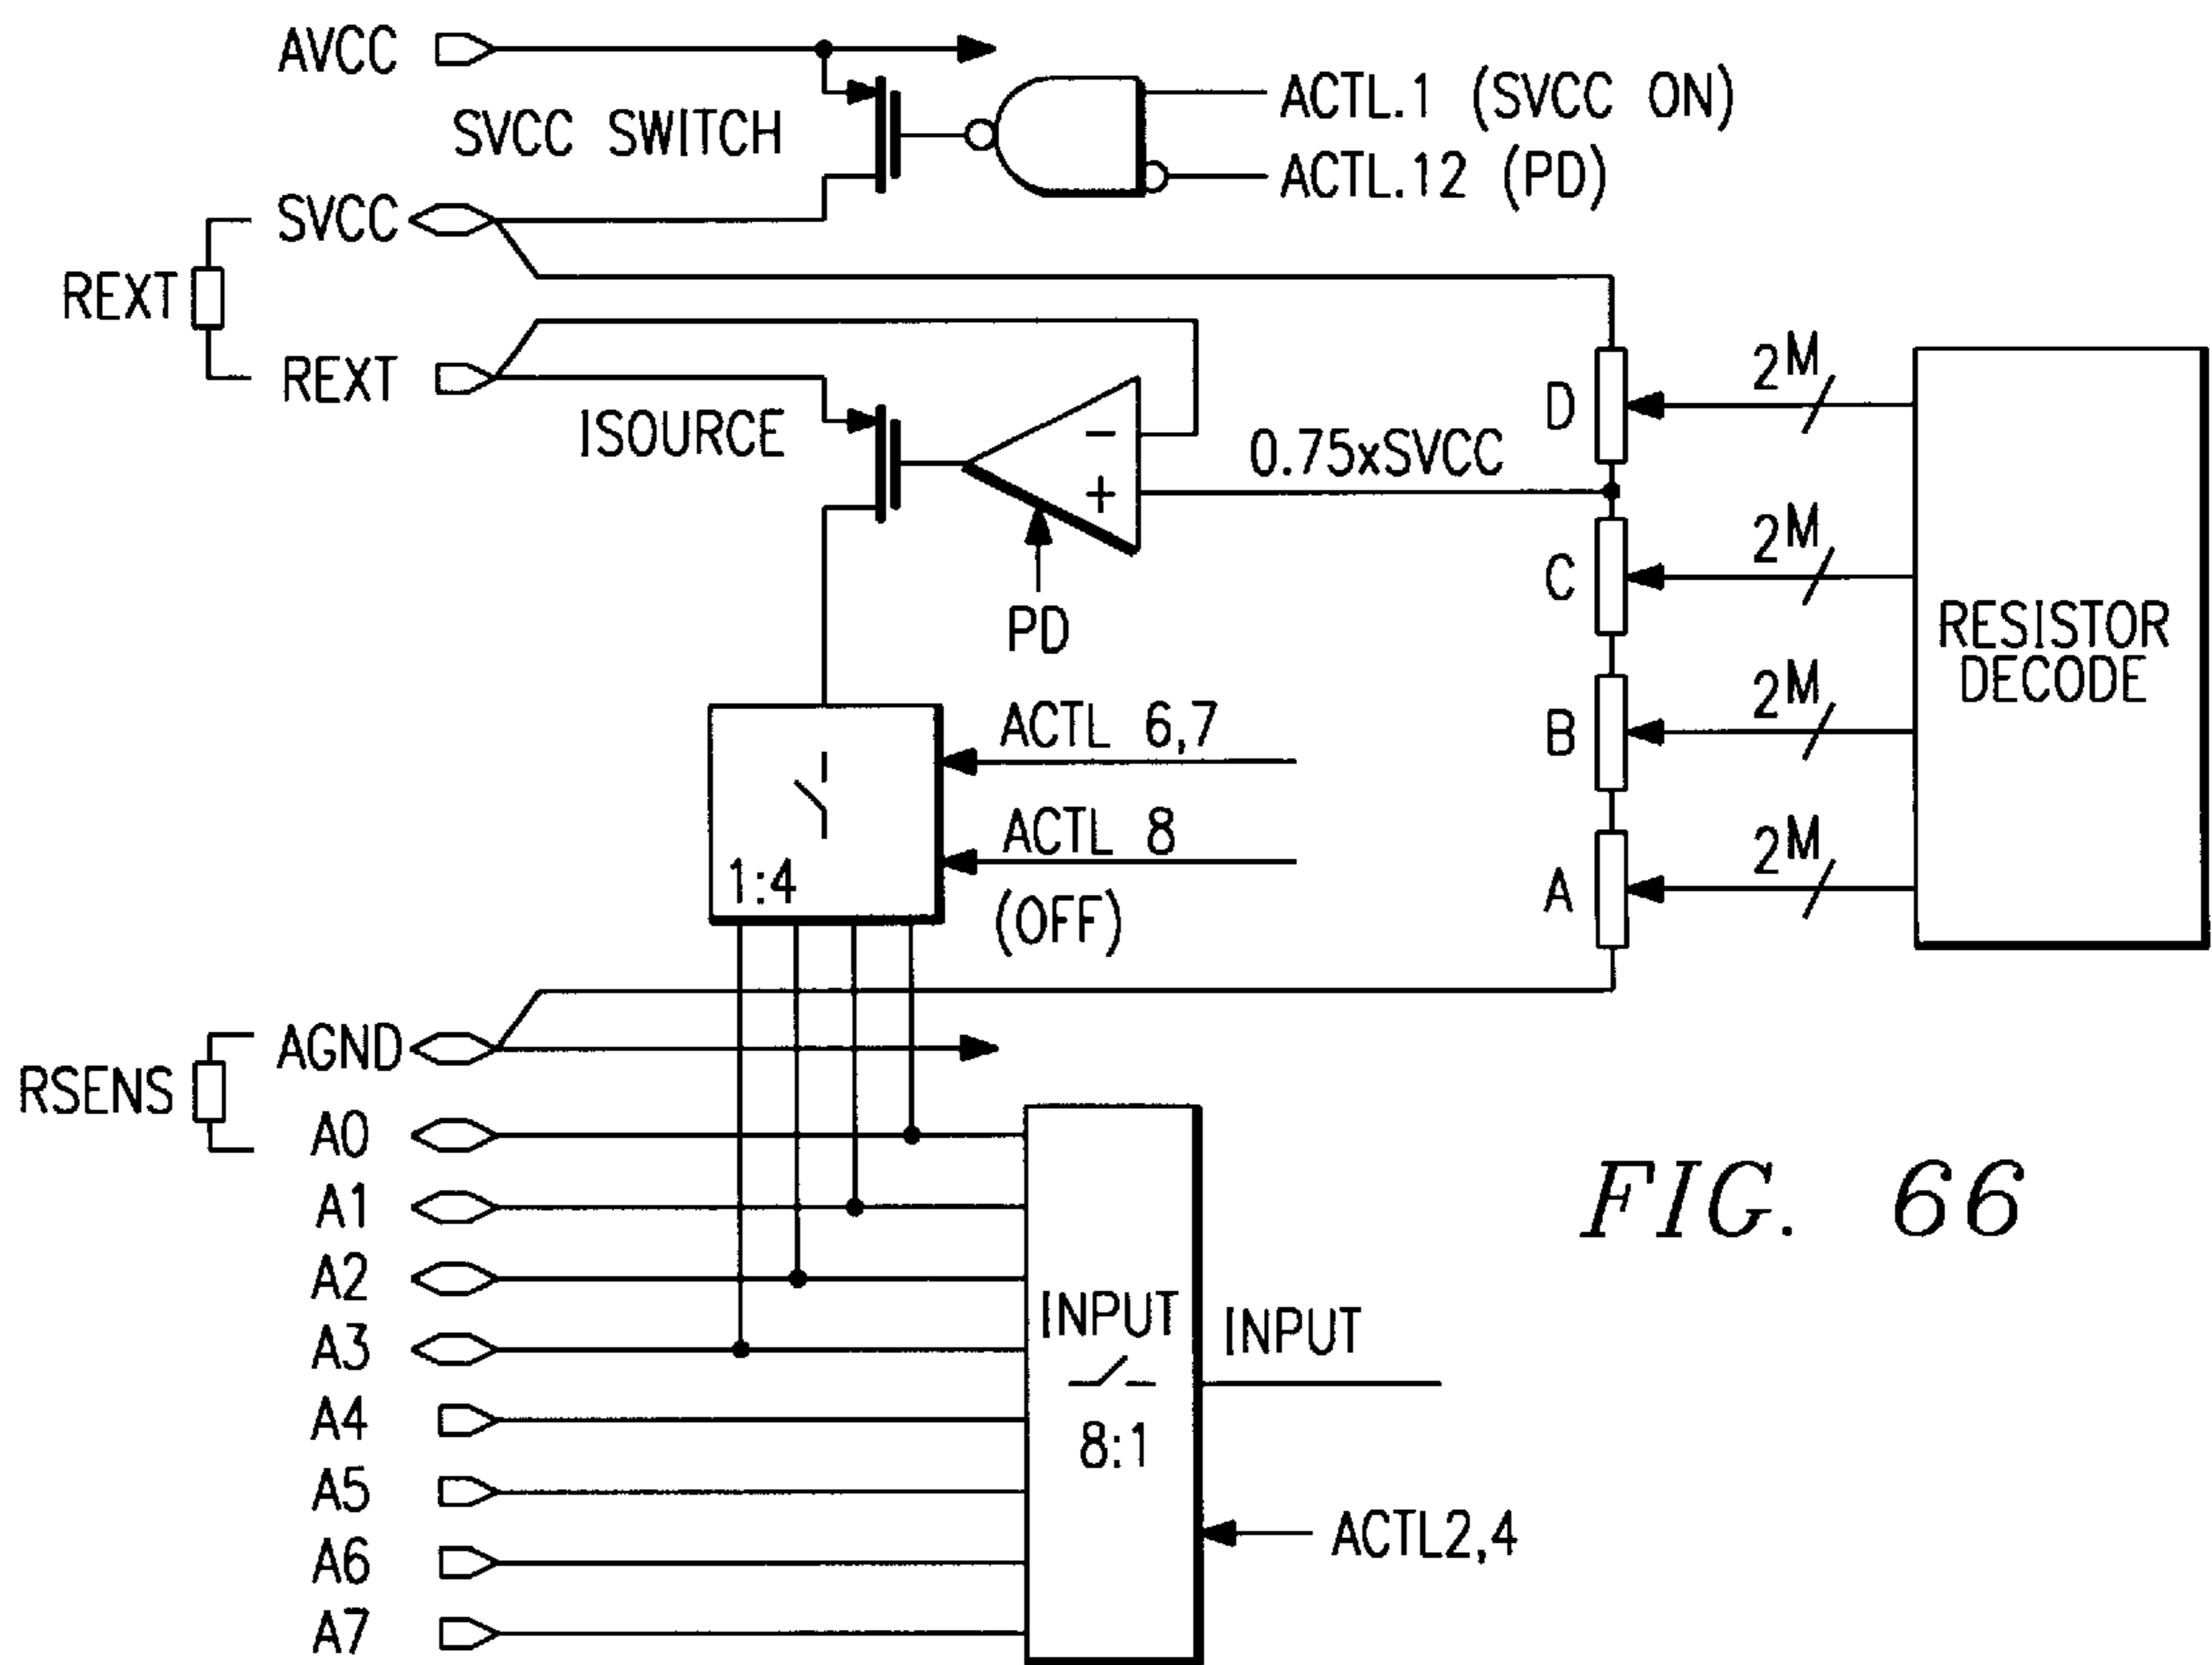 AVCC
ACTL.1 (SVCC ON)
SVCC SWITCH
ACTL.12 (PD)
SVCC
REXT
REXT
ISOURCE
-
+
0.75xSVCC
PD
D
2M
C
2M
B
2M
A
2M
RESISTOR
DECODE
ACTL 6,7
ACTL 8
(OFF)
1:4
AGND
RSENS
A0
A1
A2
A3
A4
A5
A6
A7
INPUT
8:1
INPUT
ACTL2,4
FIG. 66